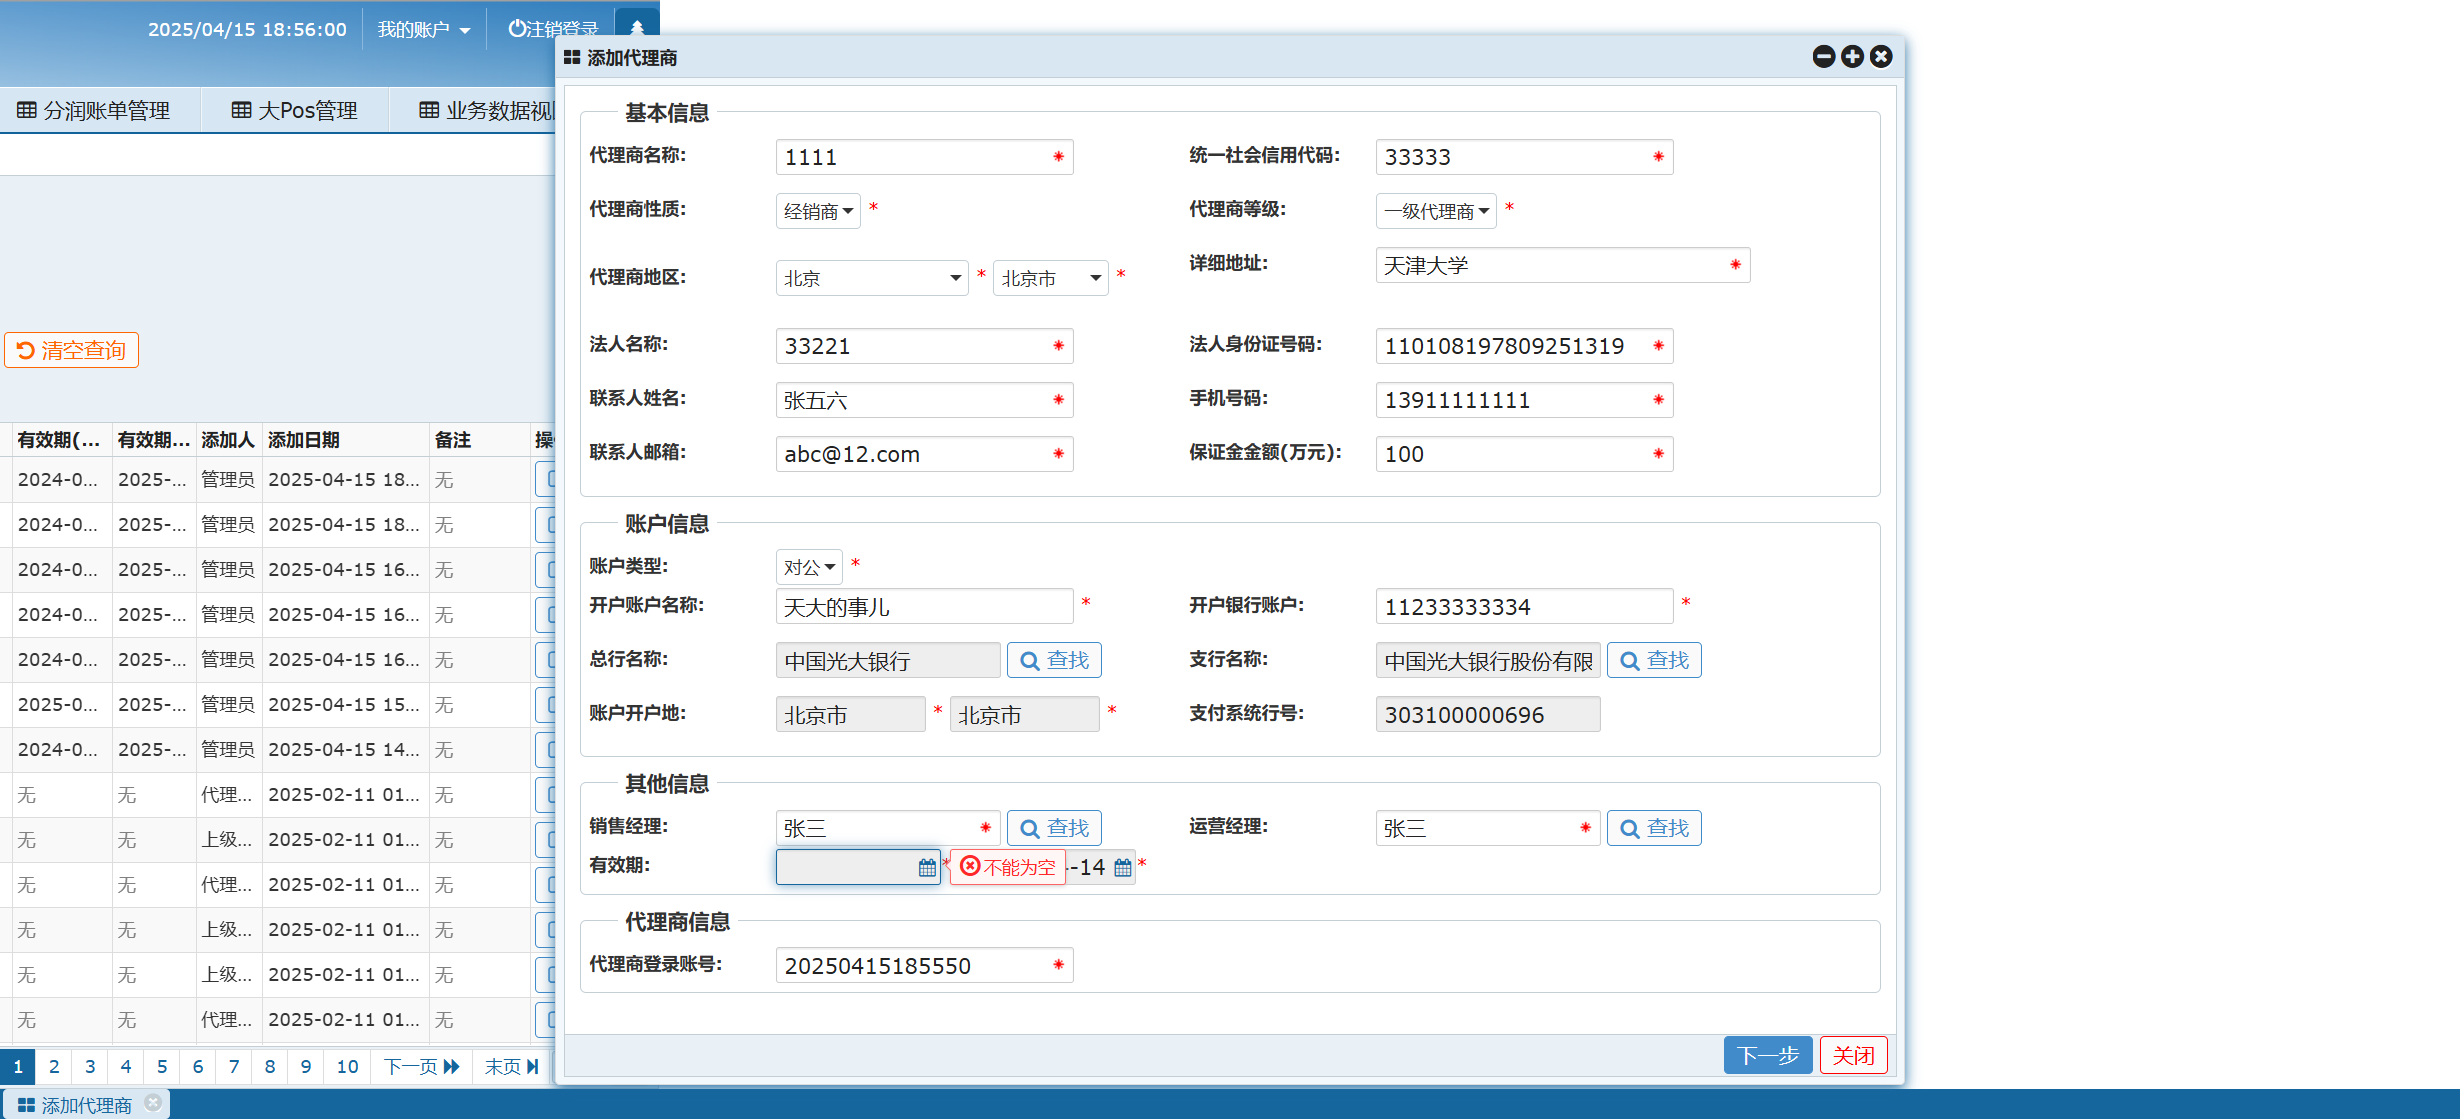 2025/04/15 18:56:00 我的账户 注销登录
分润账单管理 大Pos管理 业务数据视
清空查询
有效期(... 有效期... 添加人 添加日期 备注
2024-0... 2025-... 管理员 2025-04-15 18... 无
2024-0... 2025-... 管理员 2025-04-15 18... 无
2024-0... 2025-... 管理员 2025-04-15 16... 无
2024-0... 2025-... 管理员 2025-04-15 16... 无
2024-0... 2025-... 管理员 2025-04-15 16... 无
2025-0... 2025-... 管理员 2025-04-15 15... 无
2024-0... 2025-... 管理员 2025-04-15 14... 无
无 无 代理... 2025-02-11 01... 无
无 无 上级... 2025-02-11 01... 无
无 无 代理... 2025-02-11 01... 无
无 无 上级... 2025-02-11 01... 无
无 无 上级... 2025-02-11 01... 无
无 无 代理... 2025-02-11 01... 无
1 2 3 4 5 6 7 8 9 10 下一页 末页
添加代理商
添加代理商
基本信息
代理商名称: 1111 * 统一社会信用代码: 33333 *
代理商性质: 经销商 * 代理商等级: 一级代理商 *
代理商地区: 北京 * 北京市 * 详细地址: 天津大学 *
法人名称: 33221 * 法人身份证号码: 110108197809251319 *
联系人姓名: 张五六 * 手机号码: 13911111111 *
联系人邮箱: abc@12.com * 保证金金额(万元): 100 *
账户信息
账户类型: 对公 *
开户账户名称: 天大的事儿 * 开户银行账户: 11233333334 *
总行名称: 中国光大银行 查找 支行名称: 中国光大银行股份有限 查找
账户开户地: 北京市 * 北京市 * 支付系统行号: 303100000696
其他信息
销售经理: 张三 * 查找 运营经理: 张三 * 查找
有效期: * 不能为空 -14 *
代理商信息
代理商登录账号: 20250415185550 *
下一步 关闭